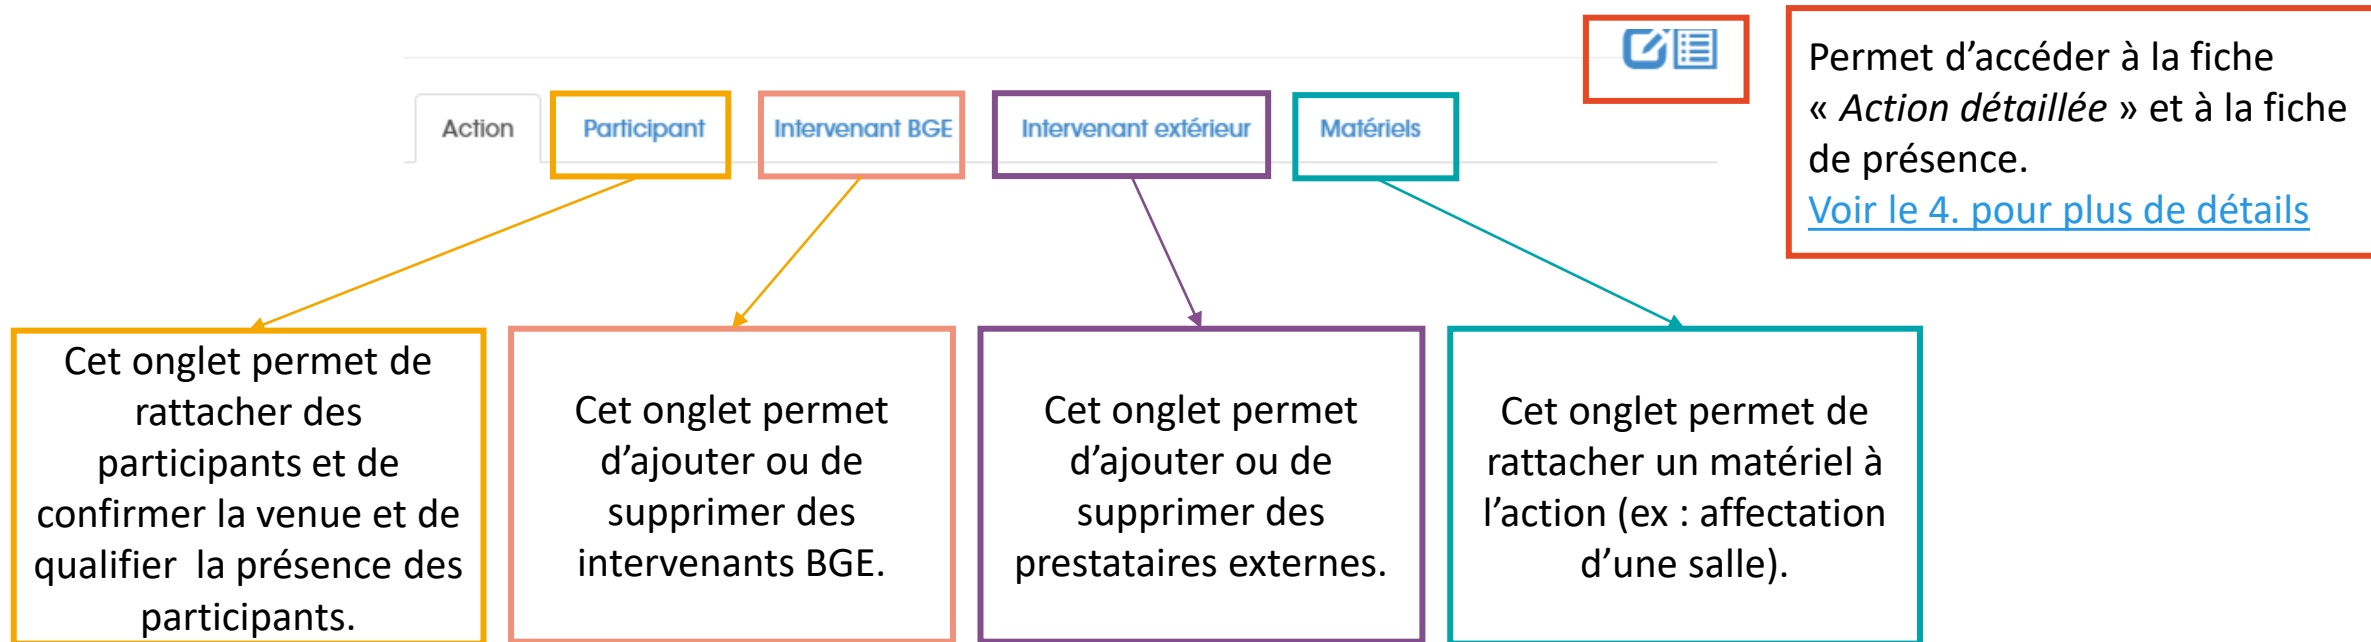 Permet d’accéder à la fiche
« Action détaillée » et à la fiche
de présence.
Voir le 4. pour plus de détails
Action
Participant
Intervenant BGE
Intervenant extérieur
Matériels
Cet onglet permet de
rattacher des
participants et de
confirmer la venue et de
qualifier  la présence des
participants.
Cet onglet permet
d’ajouter ou de
supprimer des
intervenants BGE.
Cet onglet permet
d’ajouter ou de
supprimer des
prestataires externes.
Cet onglet permet de
rattacher un matériel à
l’action (ex : affectation
d’une salle).